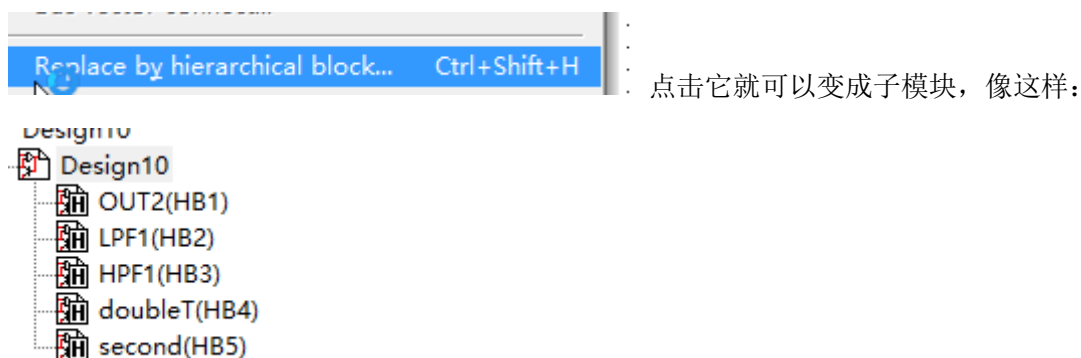 Replace by hierarchical block... Ctrl+Shift+H
点击它就可以变成子模块，像这样：
Design10
Design10
OUT2(HB1)
LPF1(HB2)
HPF1(HB3)
doubleT(HB4)
second(HB5)